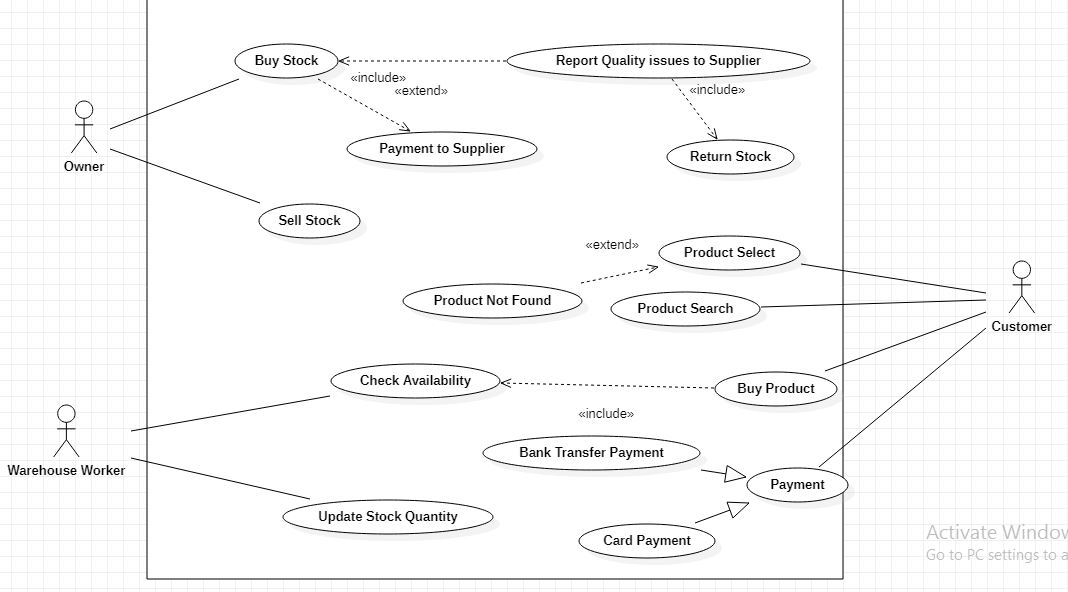 Buy Stock
Report Quality issues to Supplier
«include»
«extend»
«include»
Owner
Payment to Supplier
Return Stock
Sell Stock
«extend»
Product Select
Product Not Found
Product Search
Customer
Check Availability
Buy Product
«include»
Warehouse Worker
Bank Transfer Payment
Payment
Update Stock Quantity
Card Payment
Activate Window
Go to PC settings to a